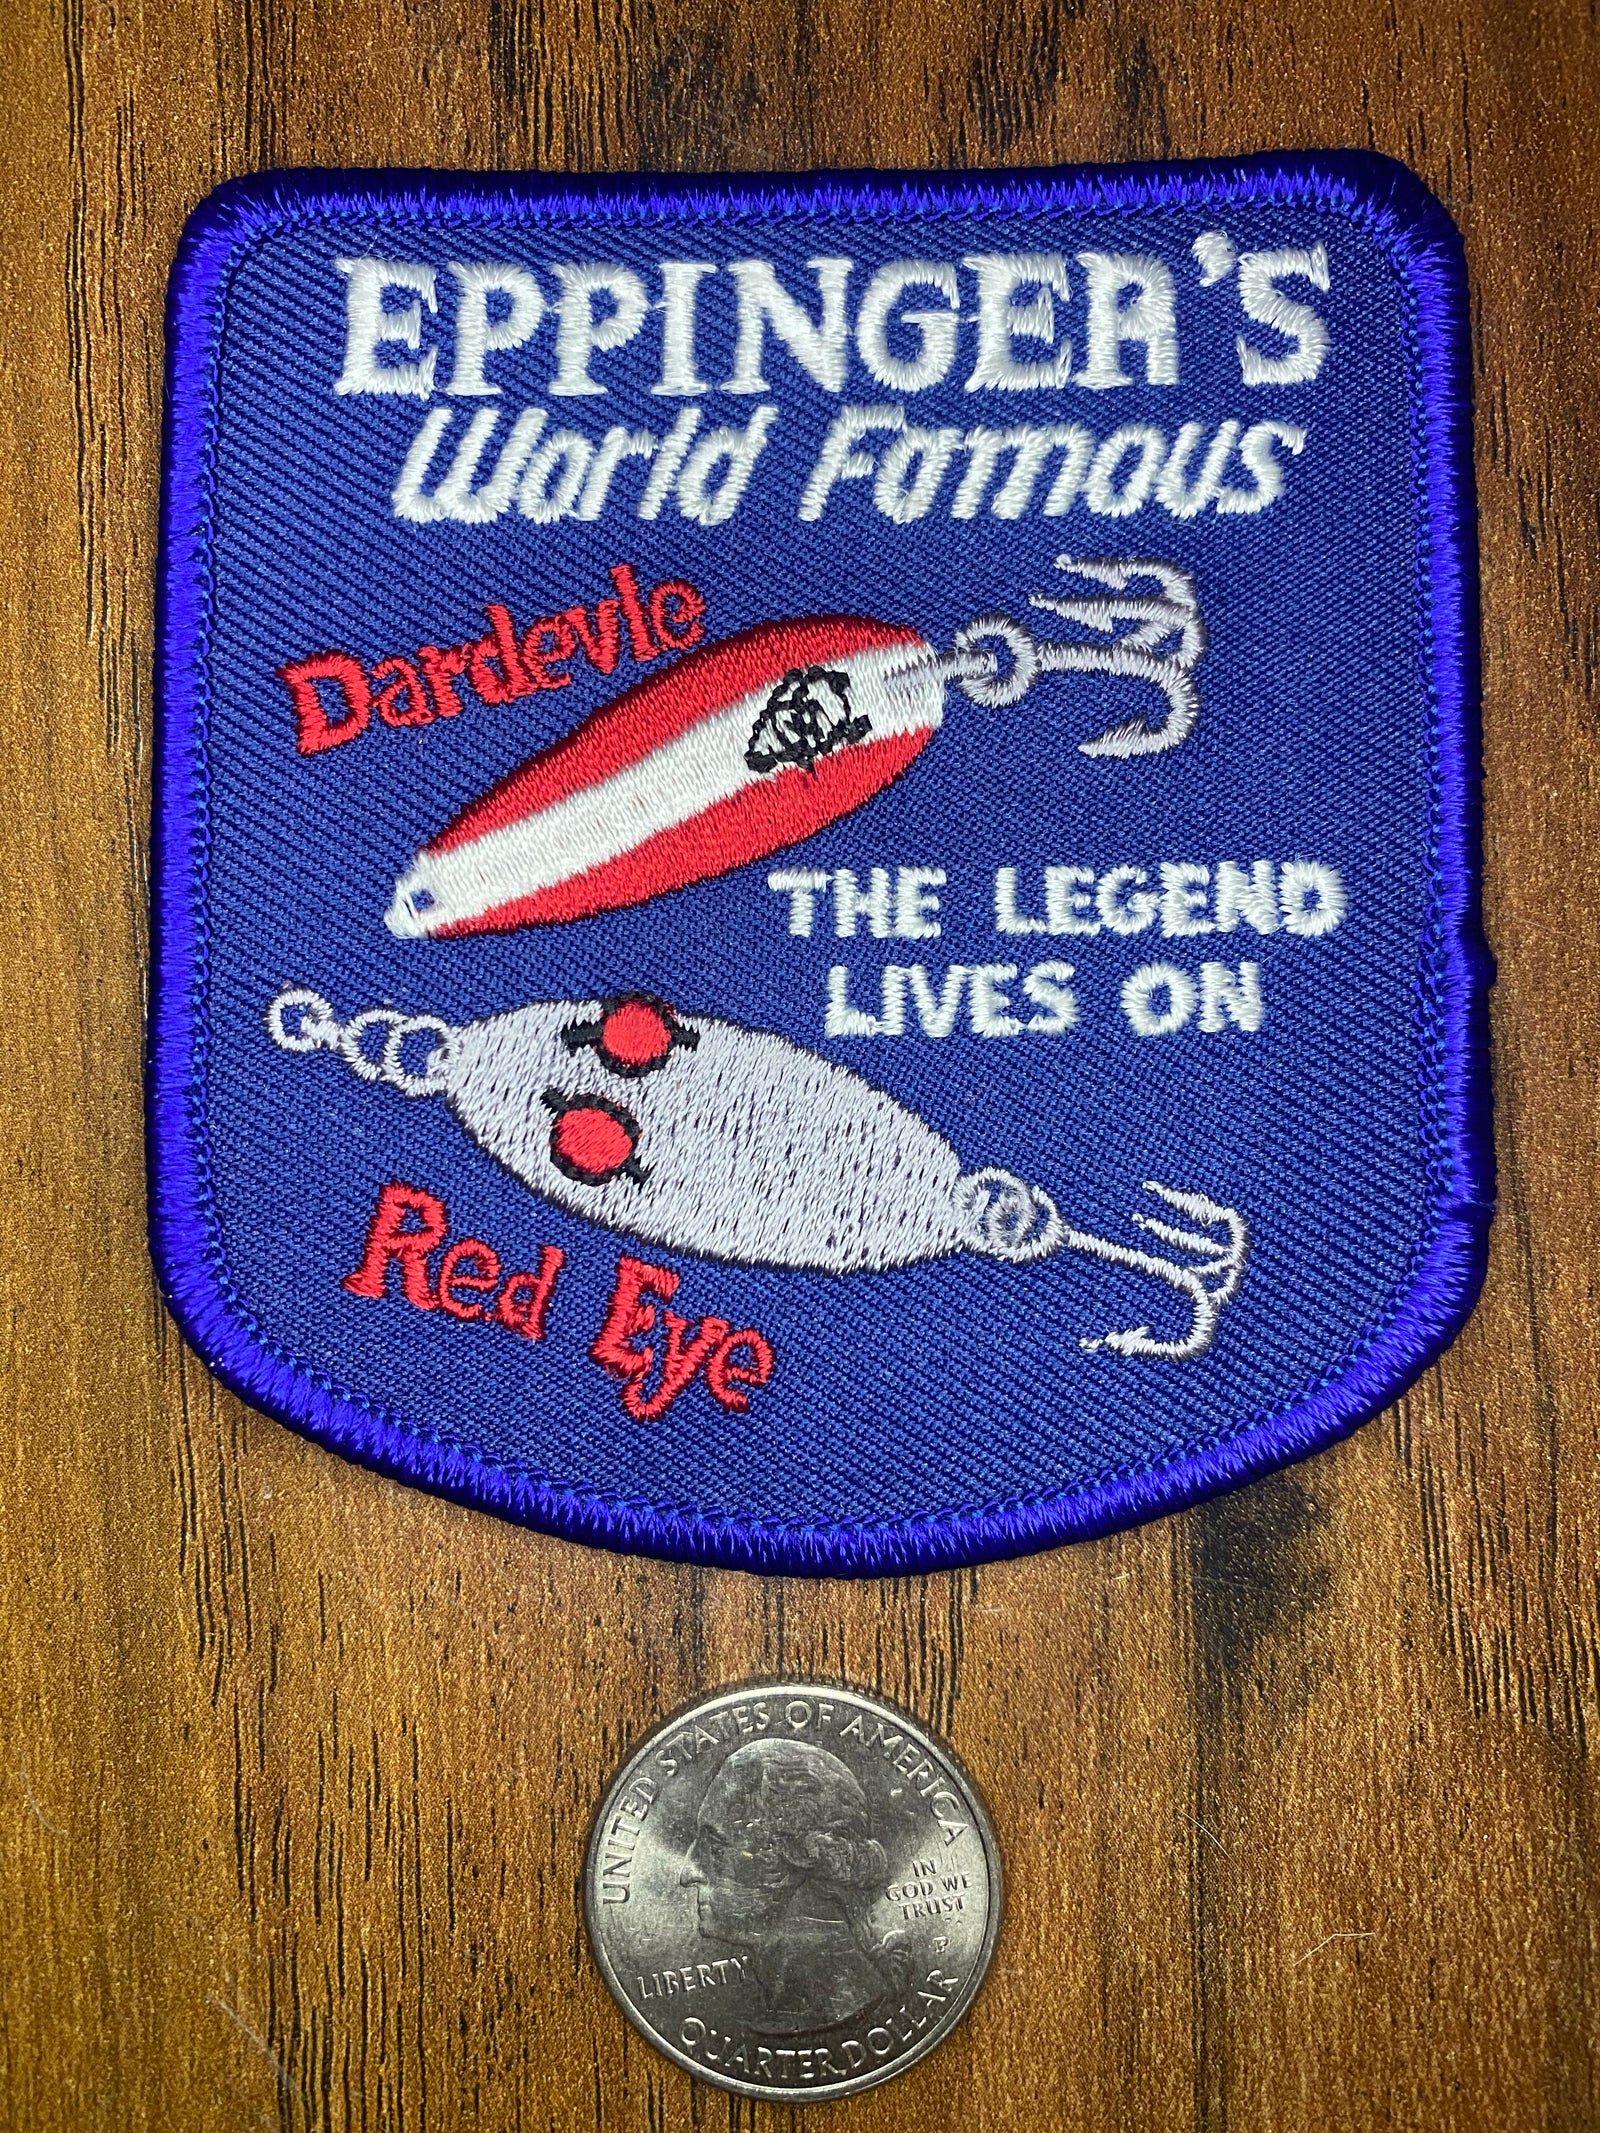 EPPINGER'S
World Famous
Dardevle
THE LEGEND
LIVES ON
Red Eye
UNITED STATES OF AMERICA
IN
GOD WE
TRUST
P
LIBERTY
QUARTER DOLLAR